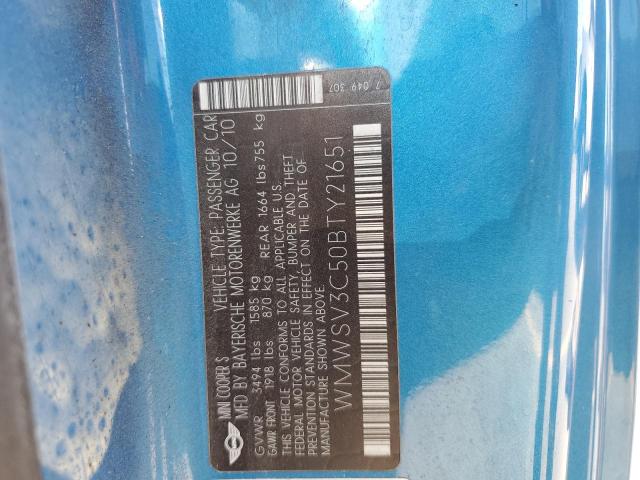 MINI COOPER S VEHICLE TYPE: PASSENGER CAR
MFD BY BAYERISCHE MOTORENWERKE AG 10/10
GVWR 3494 lbs 1585 kg
GAWR FRONT 1918 lbs 870 kg REAR 1664 lbs 755 kg
THIS VEHICLE CONFORMS TO ALL APPLICABLE U.S.
FEDERAL MOTOR VEHICLE SAFETY, BUMPER AND THEFT
PREVENTION STANDARDS IN EFFECT ON THE DATE OF
MANUFACTURE SHOWN ABOVE.
WMWSV3C50BTY21651
7 049 307